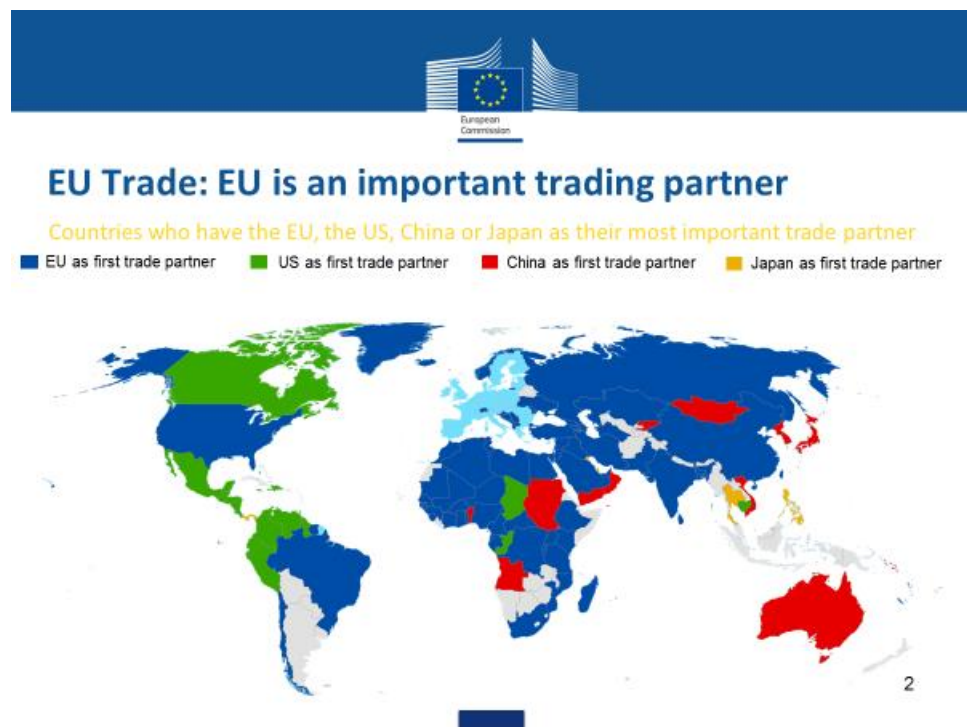 European
Commission
EU Trade: EU is an important trading partner
Countries who have the EU, the US, China or Japan as their most important trade partner
EU as first trade partner US as first trade partner China as first trade partner Japan as first trade partner
2